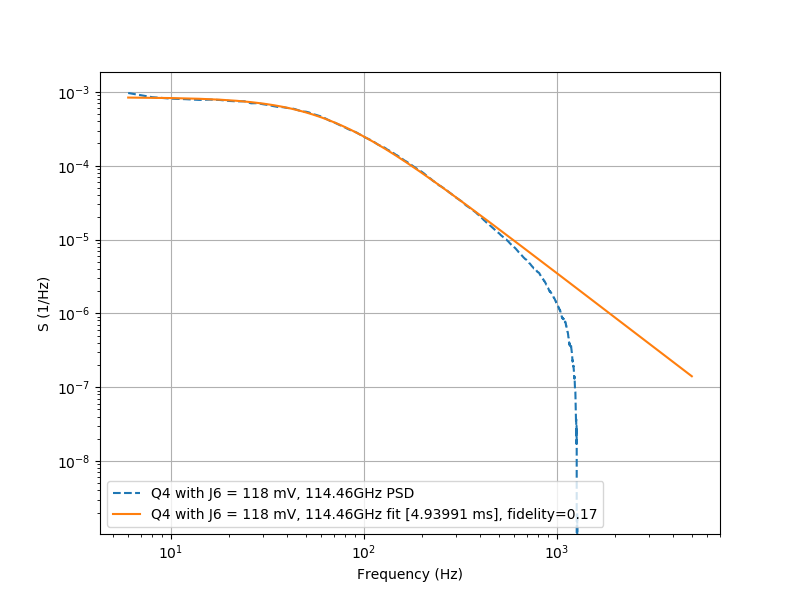 10⁻³
10⁻⁴
10⁻⁵
10⁻⁶
10⁻⁷
10⁻⁸
S (1/Hz)
Q4 with J6 = 118 mV, 114.46GHz PSD
Q4 with J6 = 118 mV, 114.46GHz fit [4.93991 ms], fidelity=0.17
10¹ 10² 10³
Frequency (Hz)